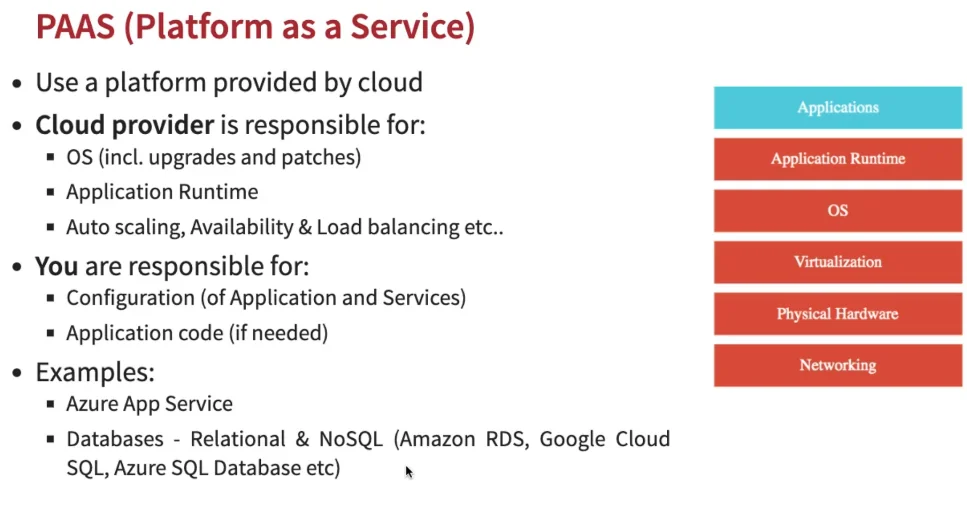 PAAS (Platform as a Service)
Use a platform provided by cloud
Cloud provider is responsible for:
OS (incl. upgrades and patches)
Application Runtime
Auto scaling, Availability & Load balancing etc..
You are responsible for:
Configuration (of Application and Services)
Application code (if needed)
Examples:
Azure App Service
Databases - Relational & NoSQL (Amazon RDS, Google Cloud
SQL, Azure SQL Database etc)
Applications
Application Runtime
OS
Virtualization
Physical Hardware
Networking